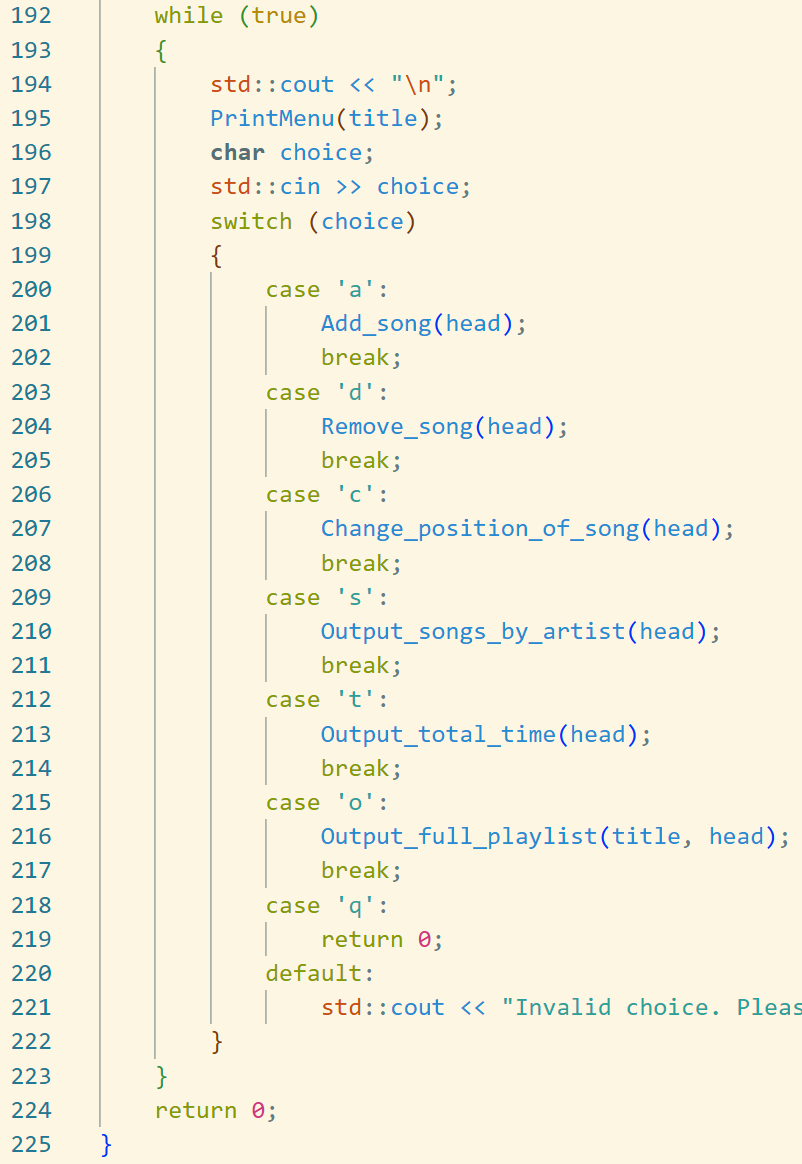 192 while (true)
193 {
194 std::cout << "\n";
195 PrintMenu(title);
196 char choice;
197 std::cin >> choice;
198 switch (choice)
199 {
200 case 'a':
201 Add_song(head);
202 break;
203 case 'd':
204 Remove_song(head);
205 break;
206 case 'c':
207 Change_position_of_song(head);
208 break;
209 case 's':
210 Output_songs_by_artist(head);
211 break;
212 case 't':
213 Output_total_time(head);
214 break;
215 case 'o':
216 Output_full_playlist(title, head);
217 break;
218 case 'q':
219 return 0;
220 default:
221 std::cout << "Invalid choice. Pleas
222 }
223 }
224 return 0;
225 }